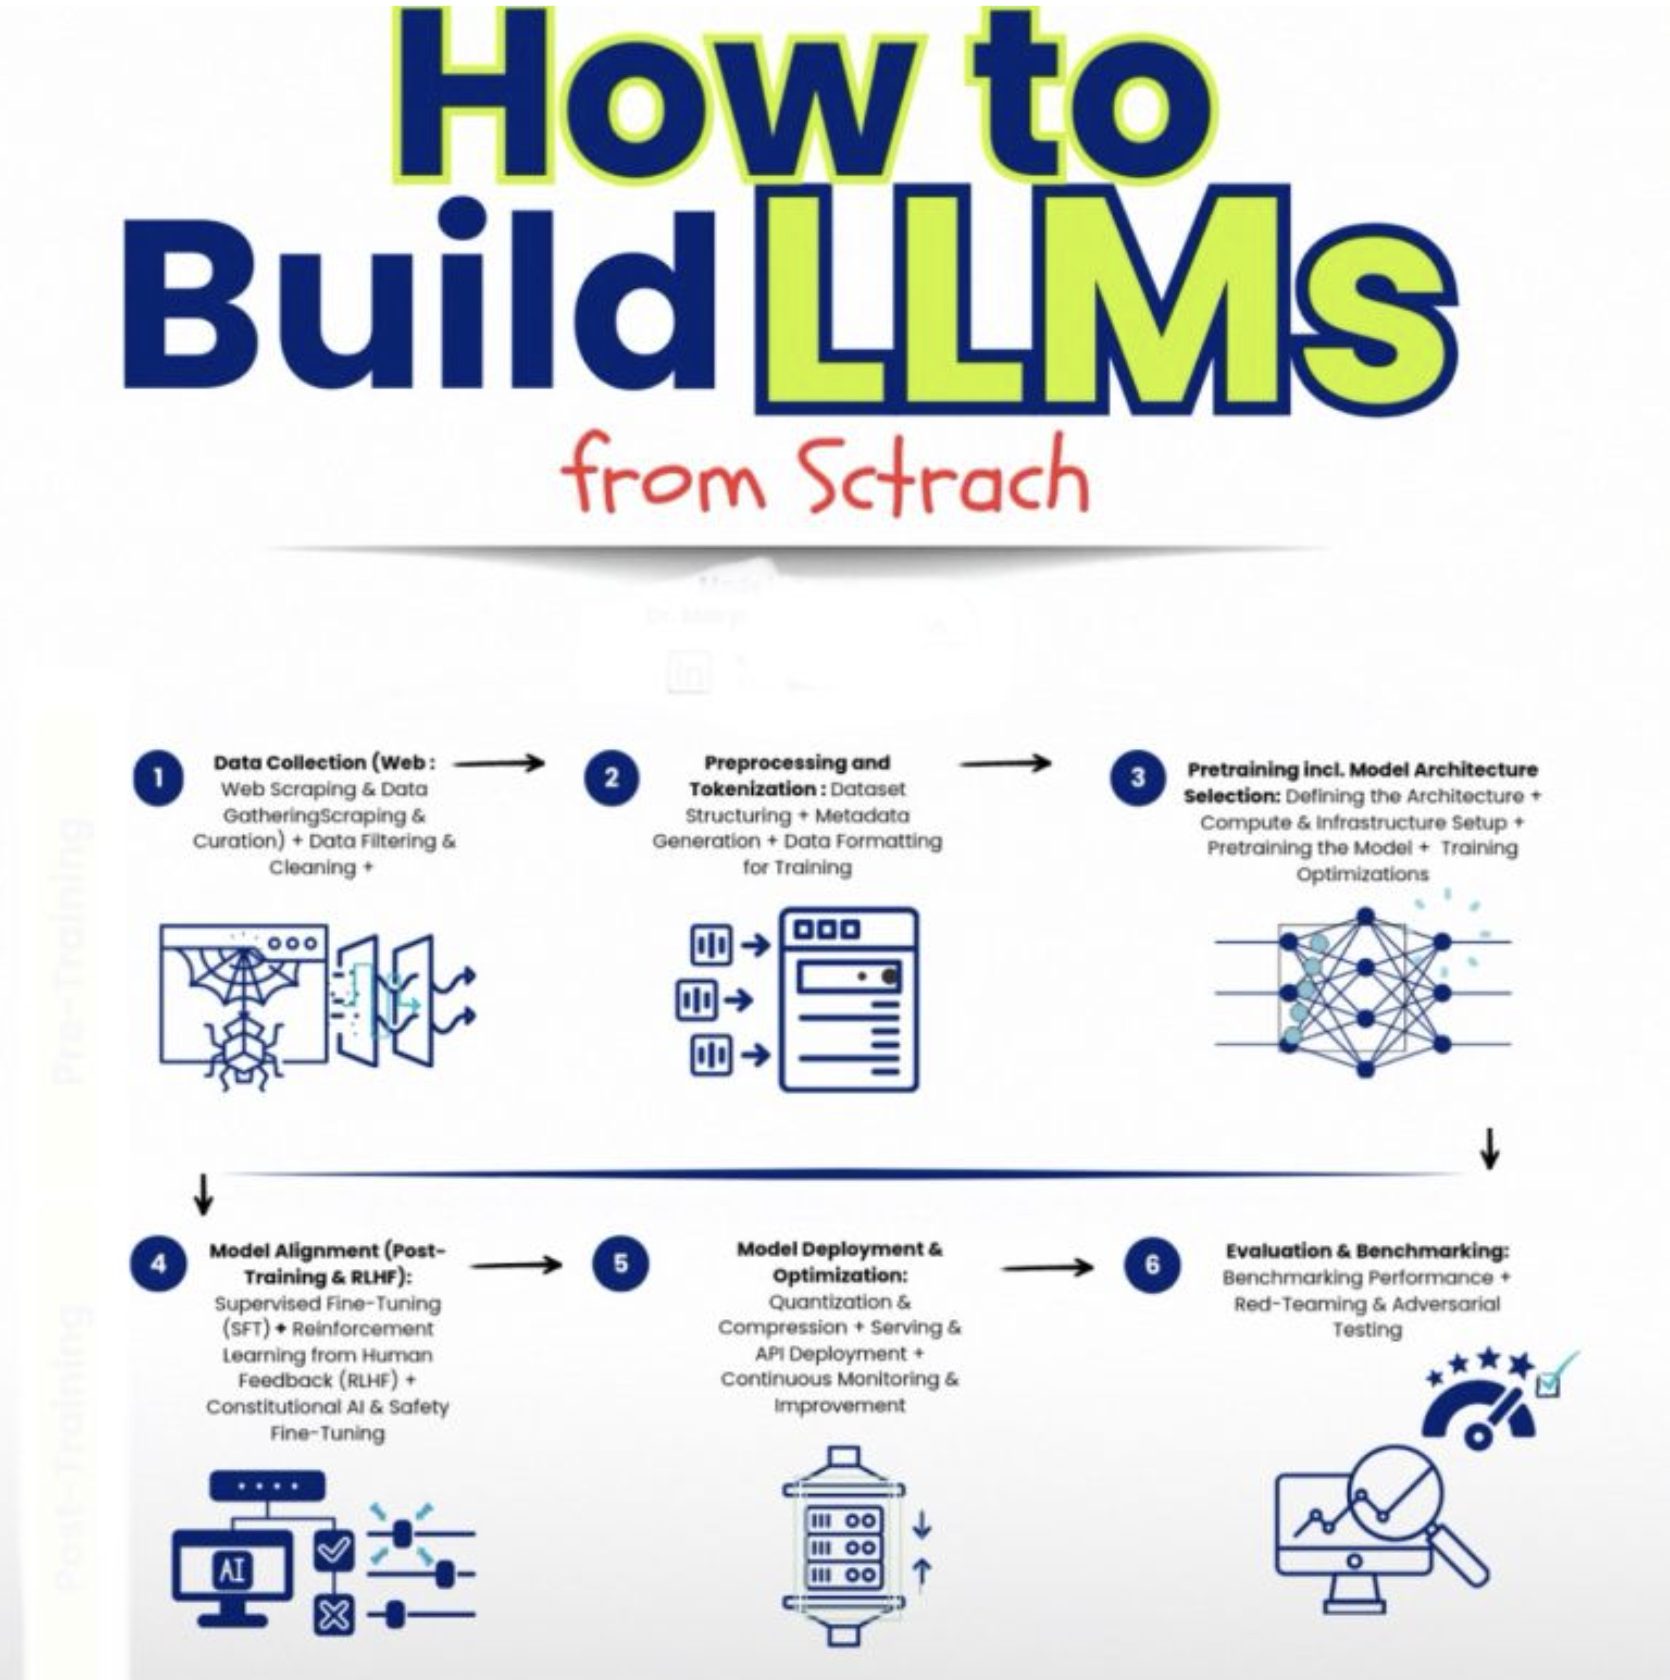 How to
Build LLMs
from Sctrach
in
1
Data Collection (Web :
Web Scraping & Data
GatheringScraping &
Curation) + Data Filtering &
Cleaning +
2
Preprocessing and
Tokenization : Dataset
Structuring + Metadata
Generation + Data Formatting
for Training
3
Pretraining incl. Model Architecture
Selection: Defining the Architecture +
Compute & Infrastructure Setup +
Pretraining the Model + Training
Optimizations
Pre-Training
4
Model Alignment (Post-
Training & RLHF):
Supervised Fine-Tuning
(SFT) + Reinforcement
Learning from Human
Feedback (RLHF) +
Constitutional AI & Safety
Fine-Tuning
AI
5
Model Deployment &
Optimization:
Quantization &
Compression + Serving &
API Deployment +
Continuous Monitoring &
Improvement
6
Evaluation & Benchmarking:
Benchmarking Performance +
Red-Teaming & Adversarial
Testing
Post-Training